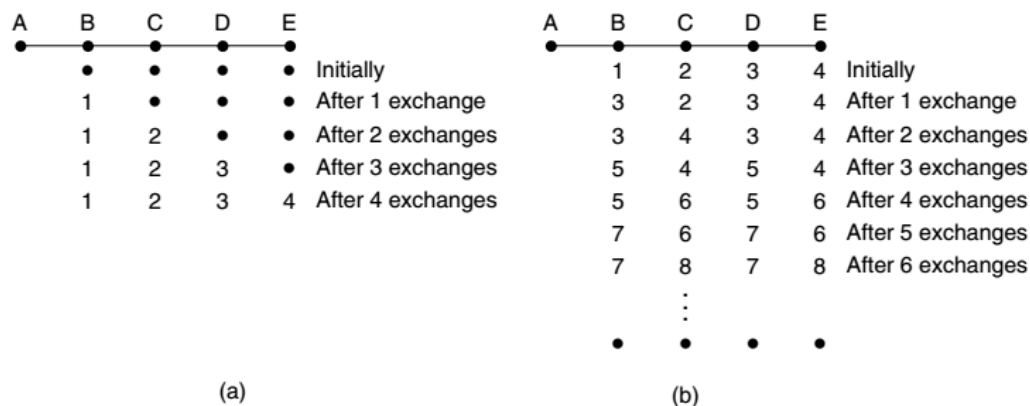 A B C D E
Initially
1 After 1 exchange
1 2 After 2 exchanges
1 2 3 After 3 exchanges
1 2 3 4 After 4 exchanges
(a)
A B C D E
1 2 3 4 Initially
3 2 3 4 After 1 exchange
3 4 3 4 After 2 exchanges
5 4 5 4 After 3 exchanges
5 6 5 6 After 4 exchanges
7 6 7 6 After 5 exchanges
7 8 7 8 After 6 exchanges
(b)